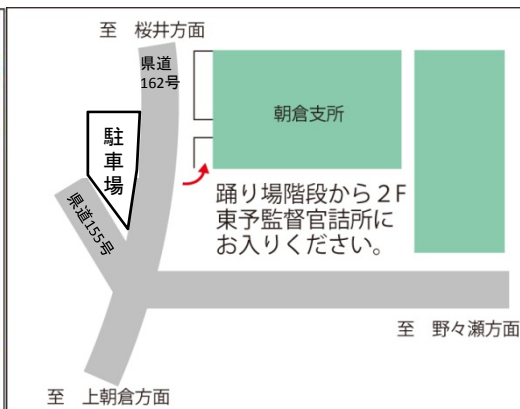 至　桜井方面
県道
162号
朝倉支所
駐車場
踊り場階段から２F
東予監督官詰所に
お入りください。
県道155号
至　野々瀬方面
至　上朝倉方面